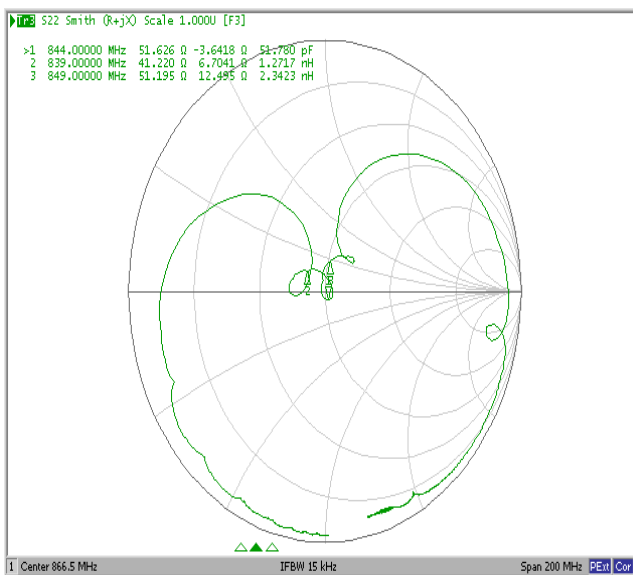 Tr3 S22 Smith (R+jX) Scale 1.000U [F3]
>1 844.00000 MHz 51.626 Ω -3.6418 Ω 51.780 pF
2 839.00000 MHz 41.220 Ω 6.7041 Ω 1.2717 nH
3 849.00000 MHz 51.195 Ω 12.495 Ω 2.3423 nH
1 Center 866.5 MHz IFBW 15 kHz Span 200 MHz PExt Cor